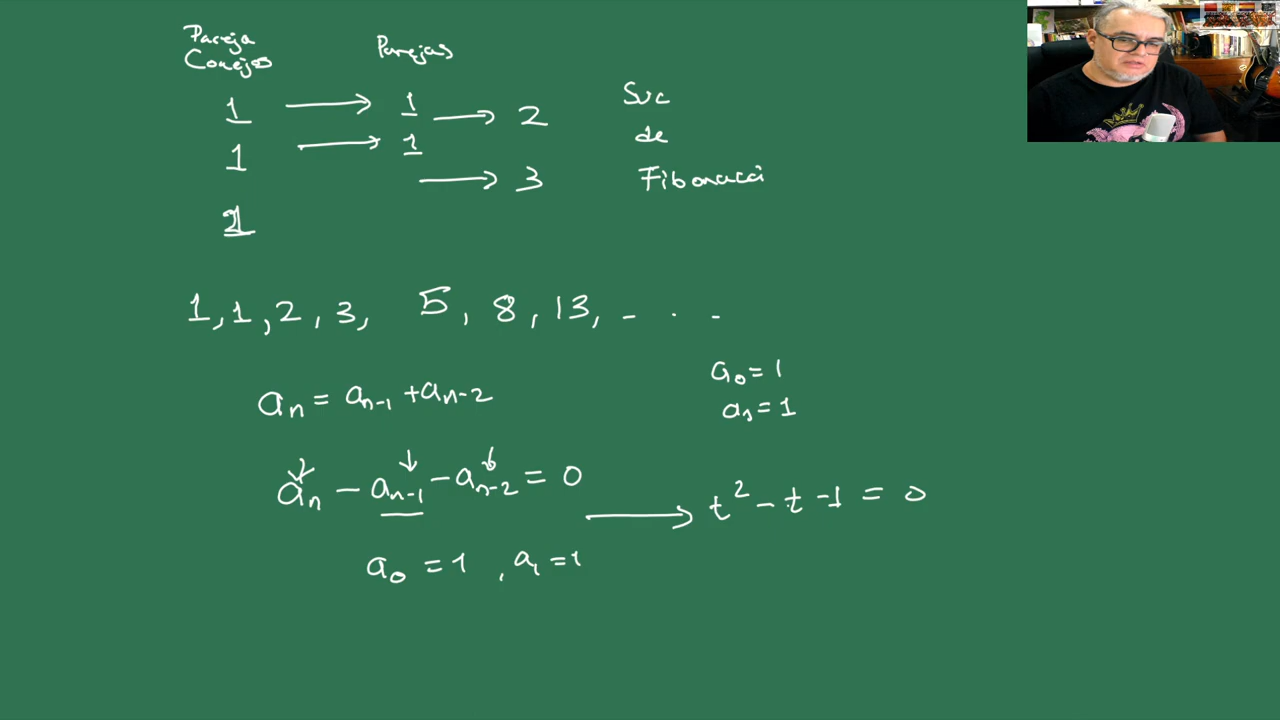 Pareja Parejas
Conejos
1 → 1 → 2 Suc
1 → 1 de
→ 3 Fibonacci
1
1, 1, 2, 3, 5, 8, 13, - . .
a₀ = 1
aₙ = aₙ₋₁ + aₙ₋₂ a₁ = 1
aₙ - aₙ₋₁ - aₙ₋₂ = 0 → t² - t - 1 = 0
a₀ = 1 , a₁ = 1